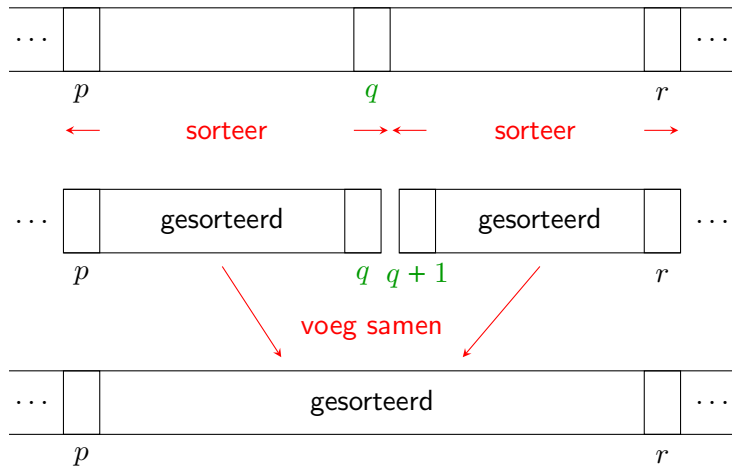 ⋯ ⋯
p q r
sorteer sorteer
⋯ gesorteerd gesorteerd ⋯
p q q + 1 r
voeg samen
⋯ gesorteerd ⋯
p r